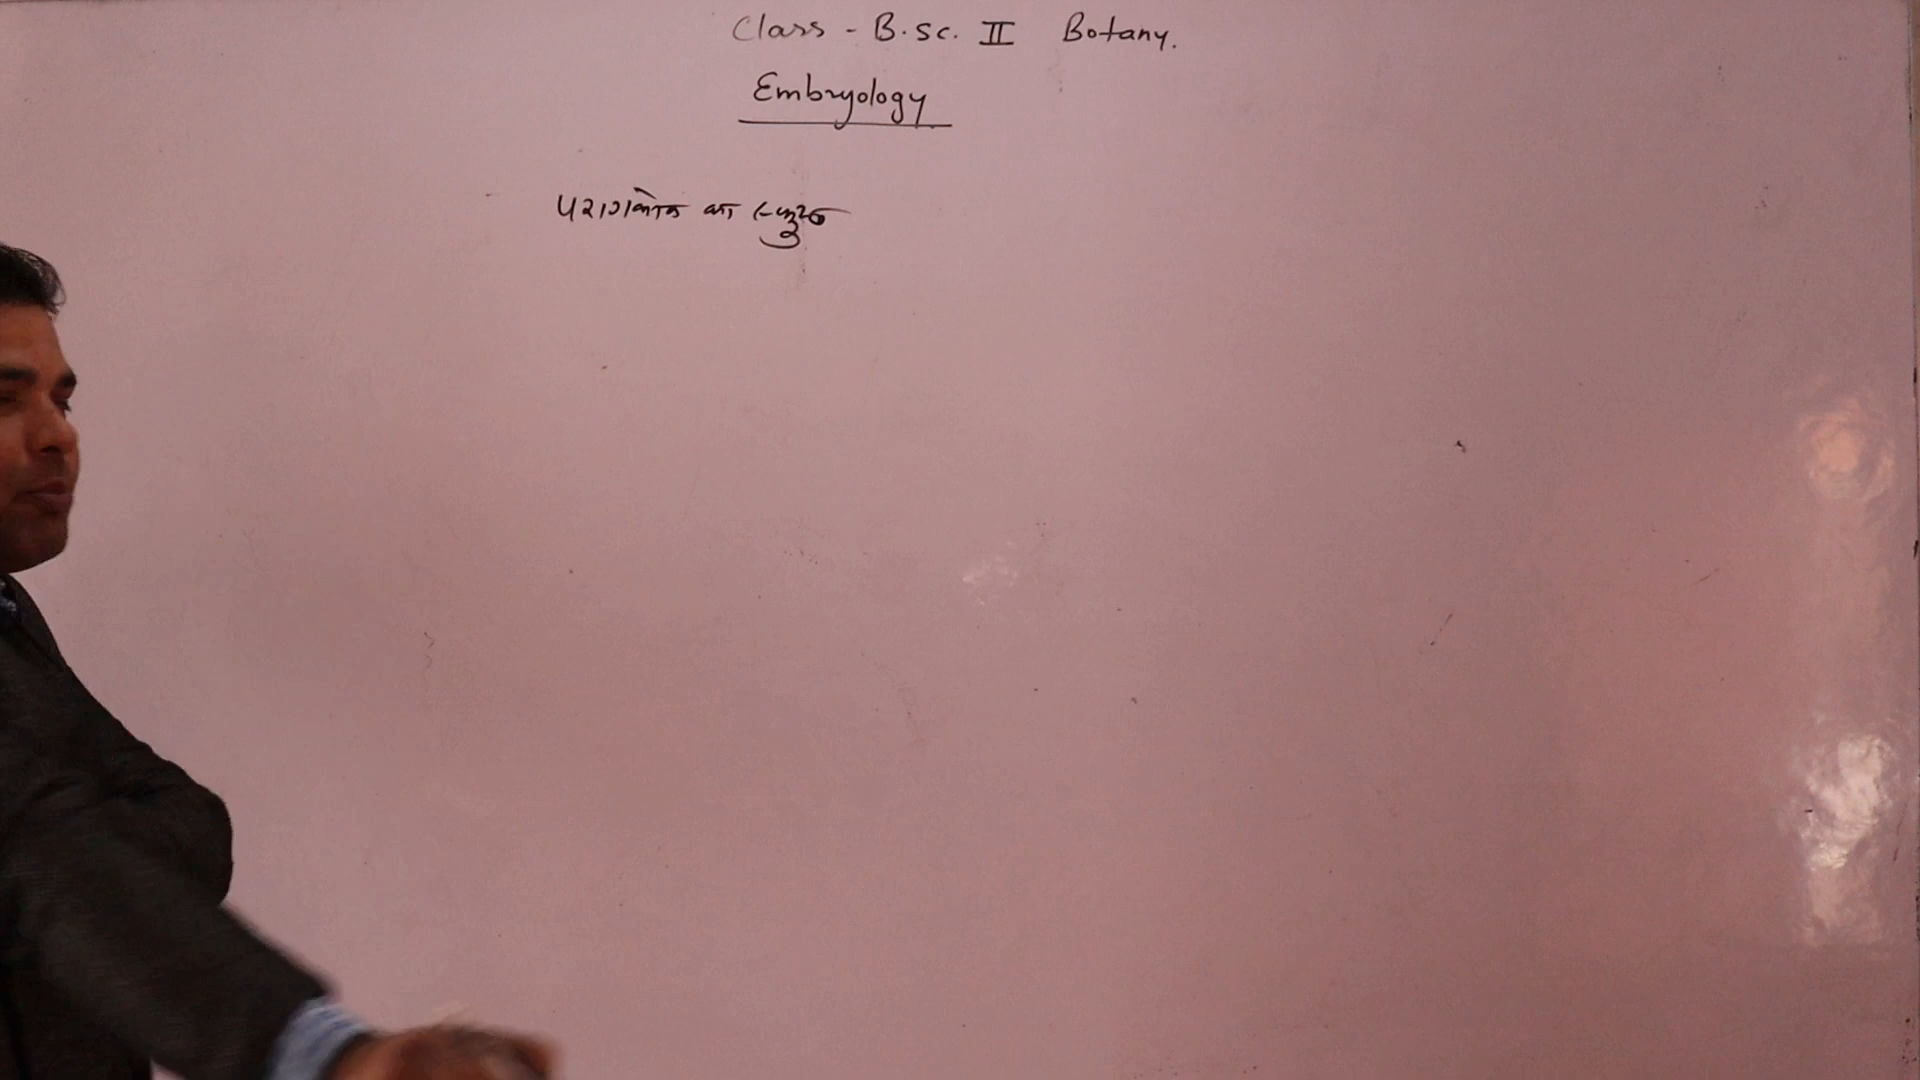 Class - B.Sc. II Botany.
Embryology
परागकोश का स्फुटन